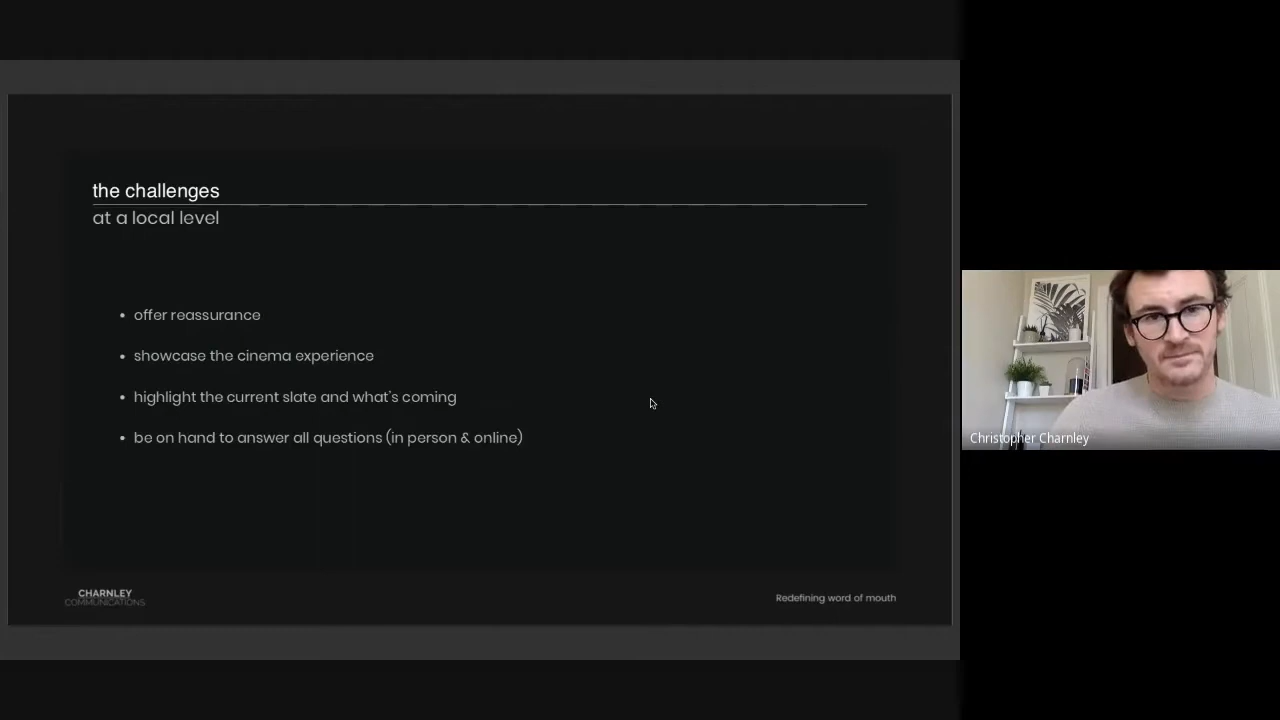 the challenges
at a local level
• offer reassurance
• showcase the cinema experience
• highlight the current slate and what's coming
• be on hand to answer all questions (in person & online)
CHARNLEY
COMMUNICATIONS
Redefining word of mouth
Christopher Charnley